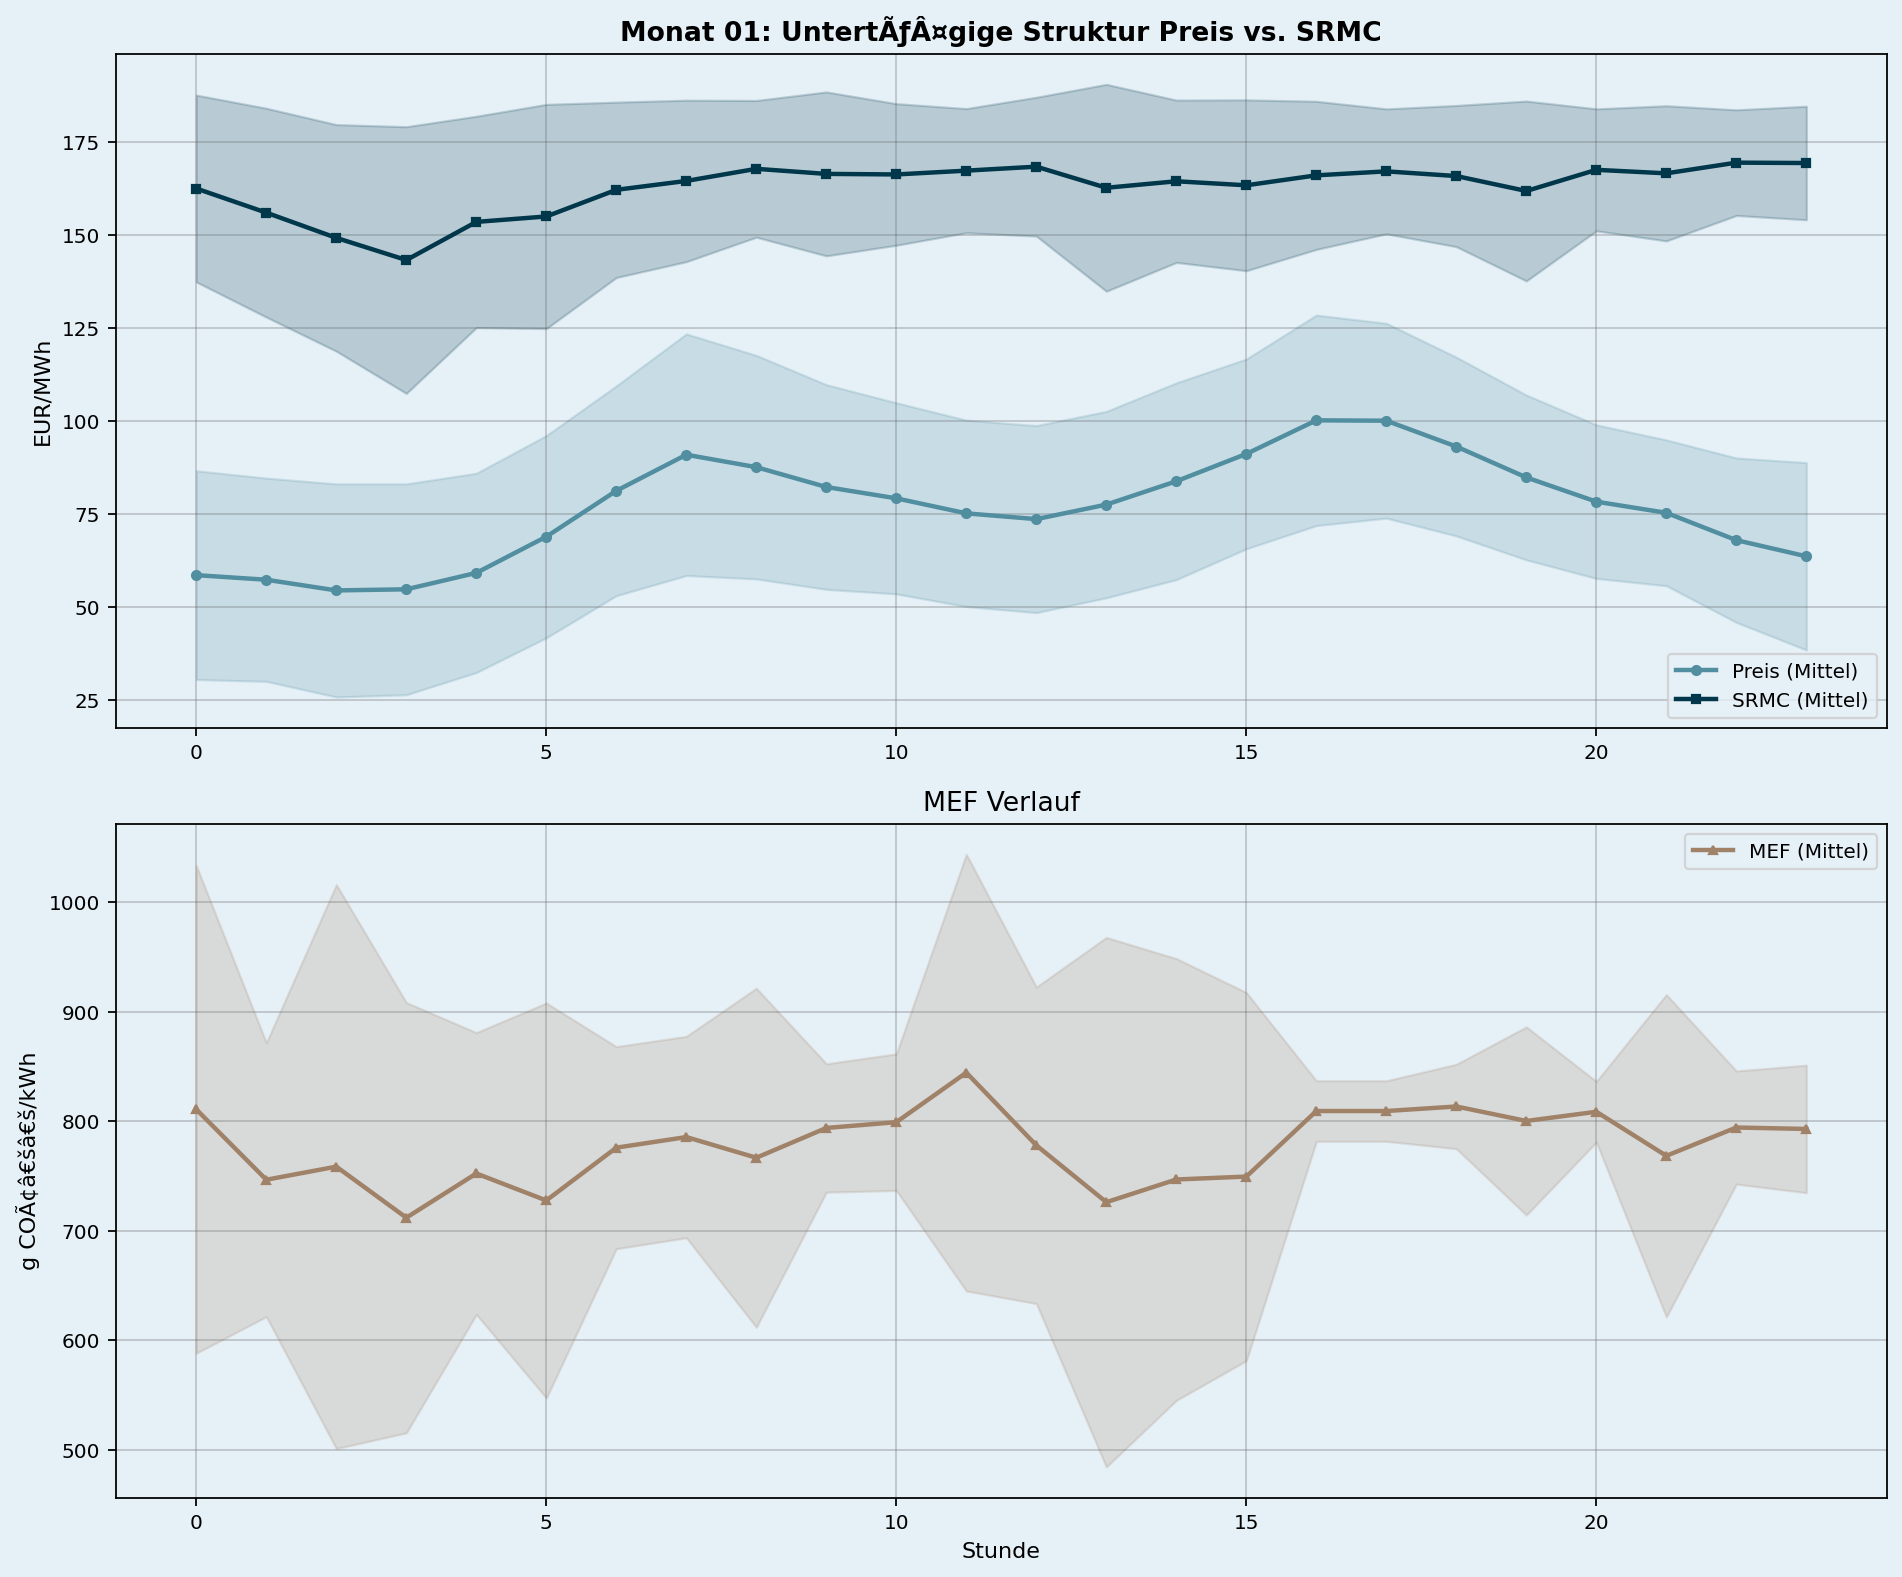 Monat 01: UntertÃƒÂ¤gige Struktur Preis vs. SRMC
EUR/MWh
175
150
125
100
75
50
25
0 5 10 15 20
Preis (Mittel)
SRMC (Mittel)
MEF Verlauf
g COÃ¢â€šâ€š/kWh
1000
900
800
700
600
500
MEF (Mittel)
0 5 10 15 20
Stunde